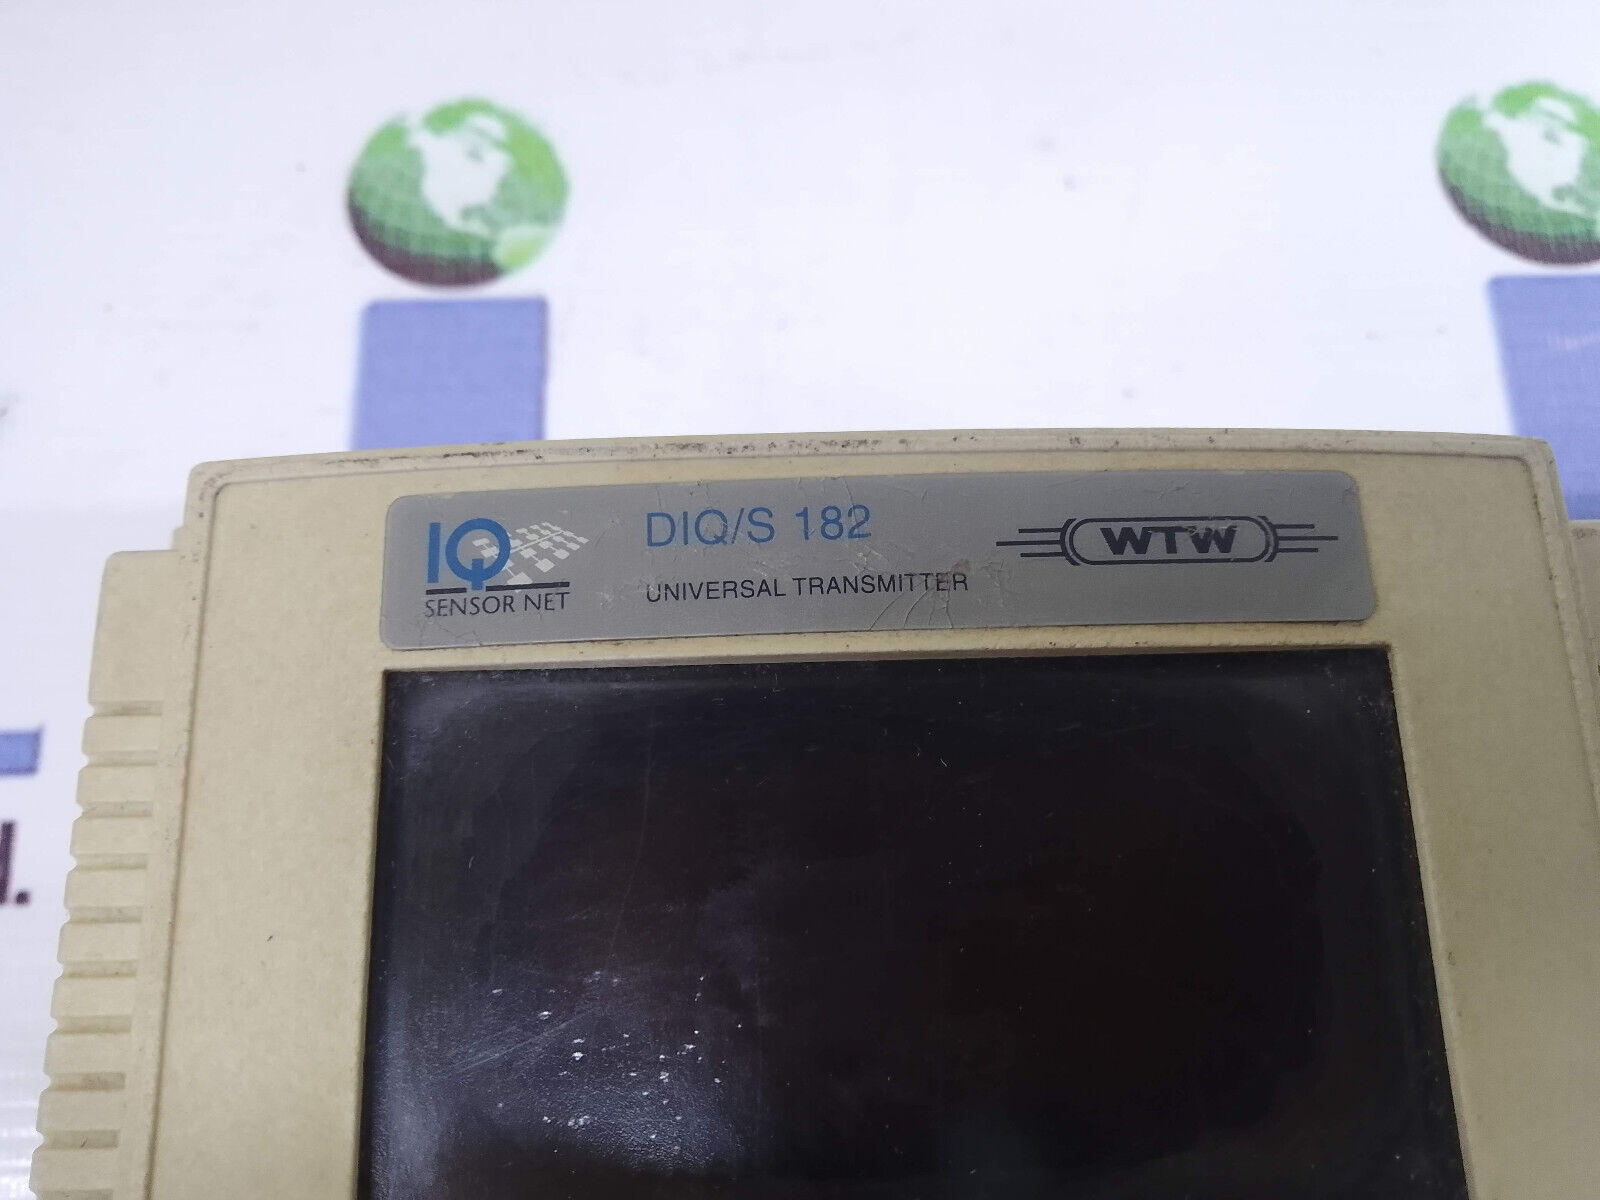 IQ
SENSOR NET
DIQ/S 182
UNIVERSAL TRANSMITTER
WTW